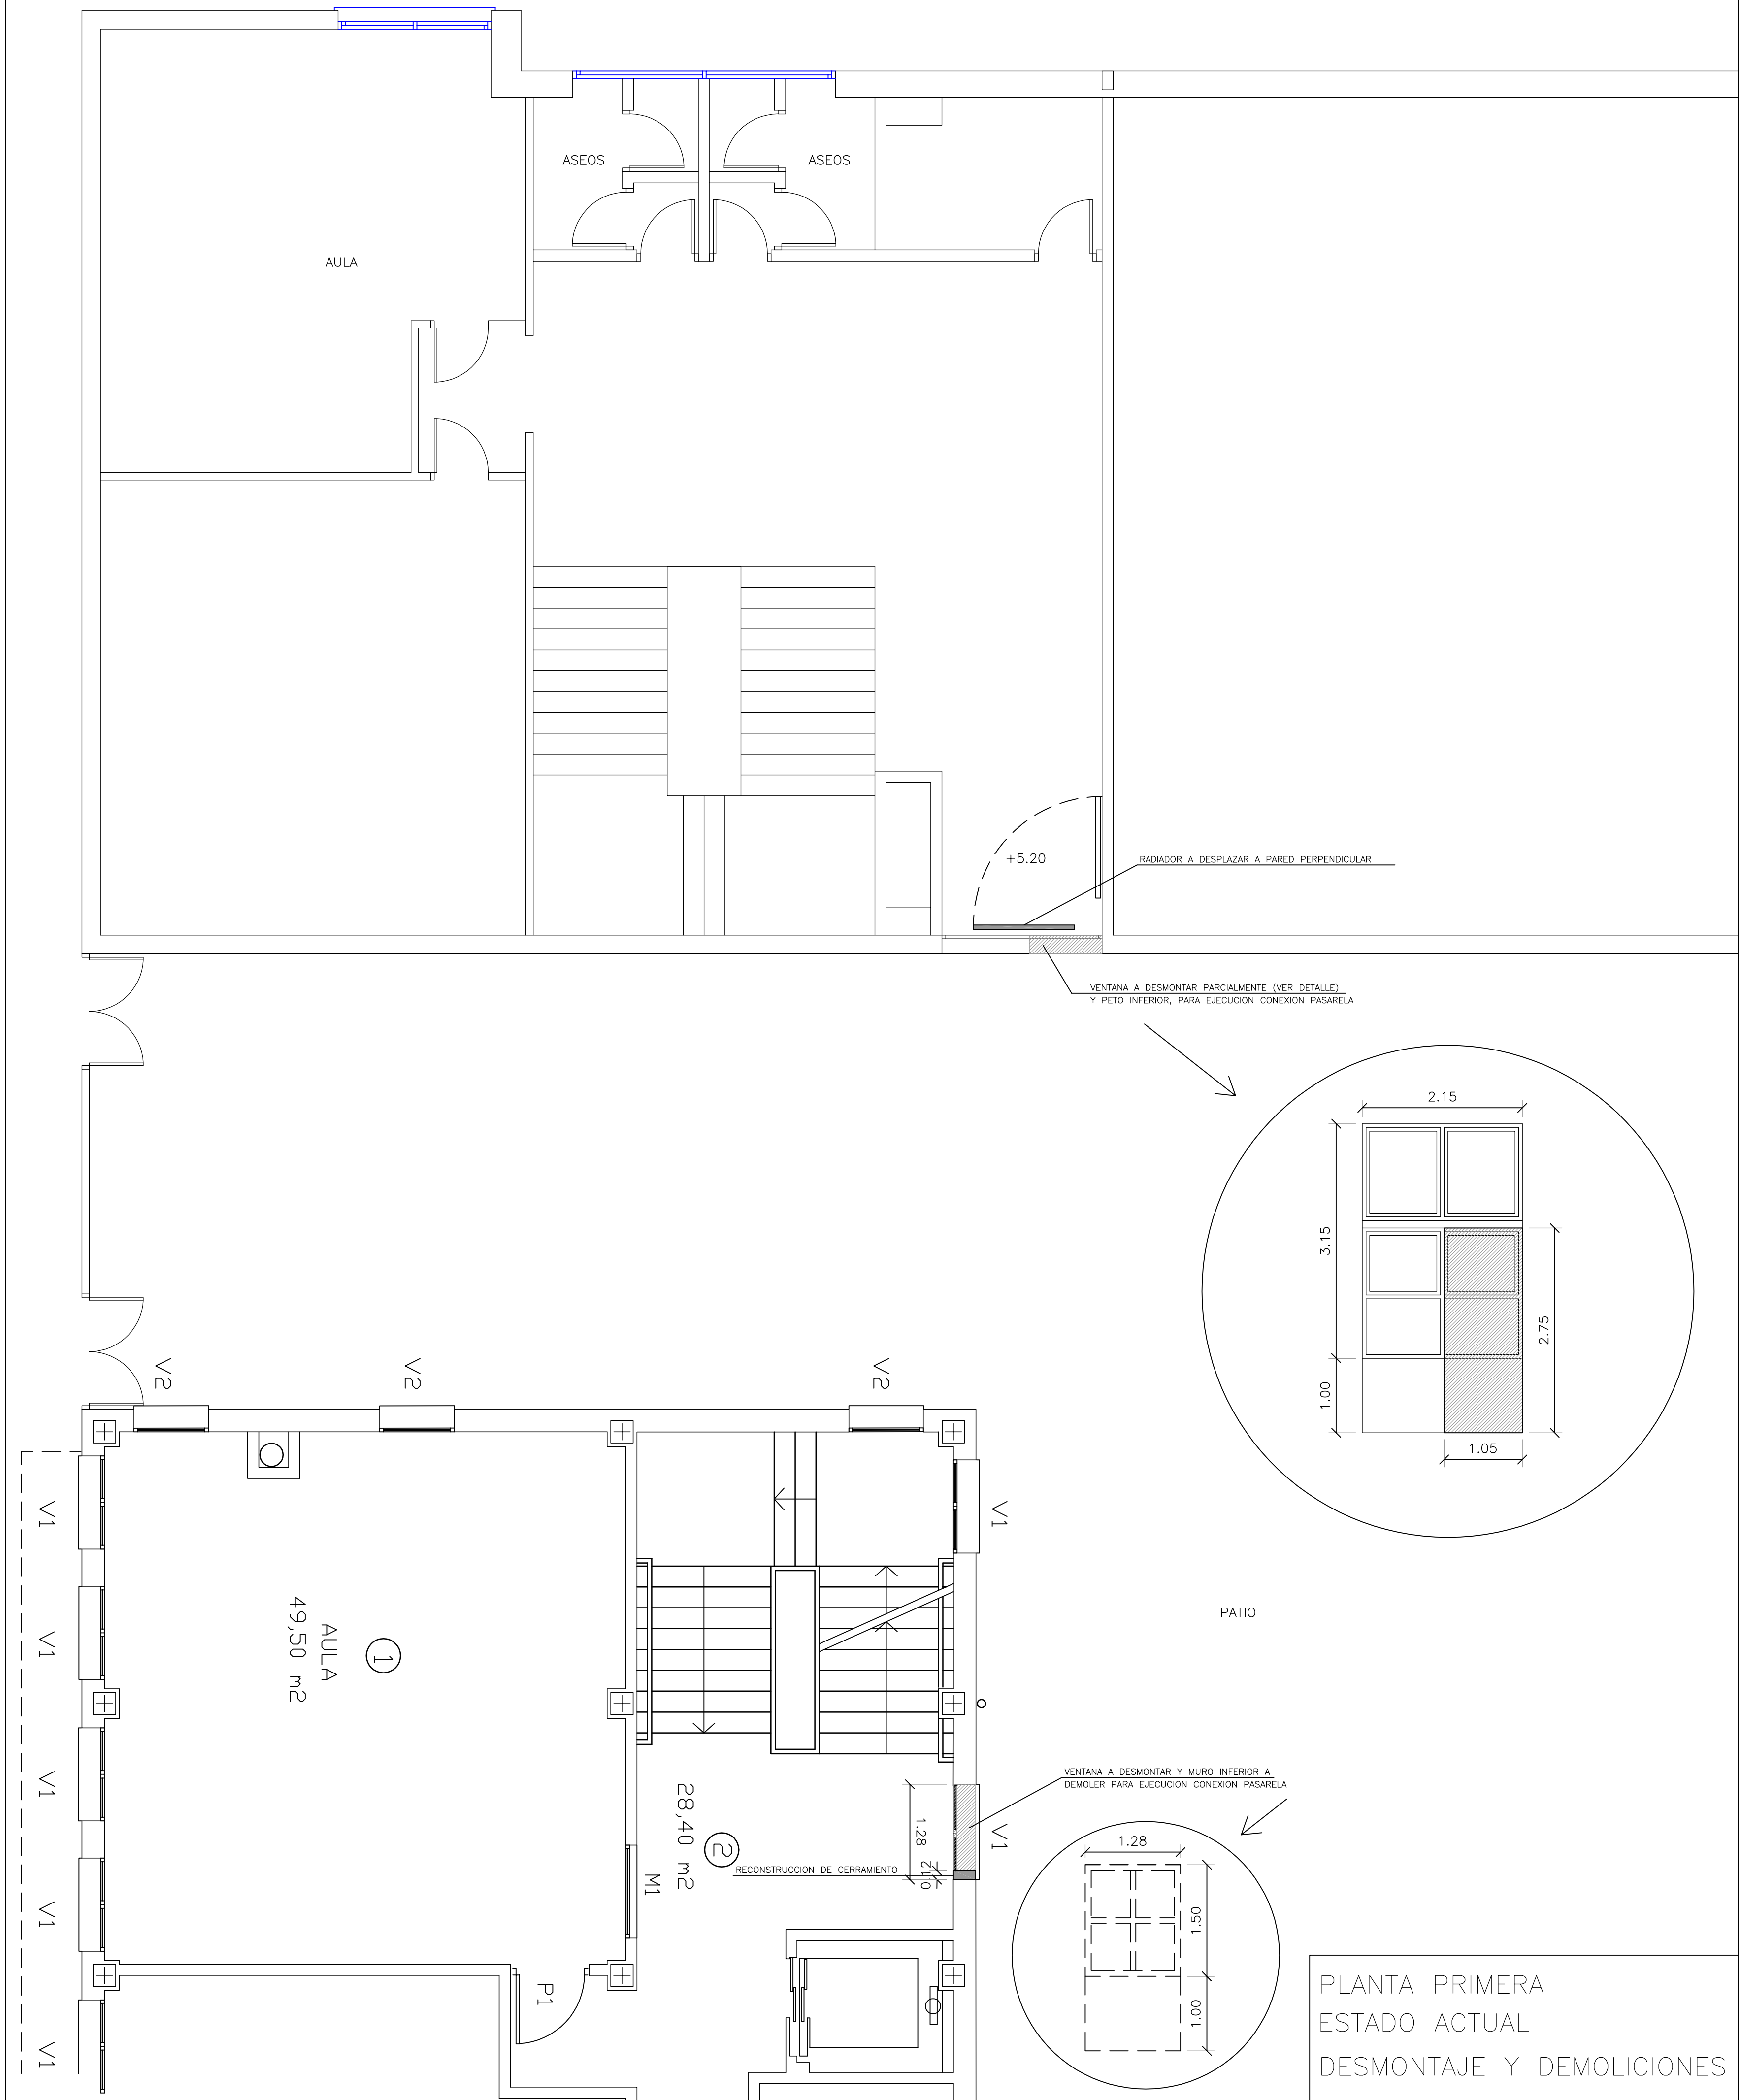 ASEOS
ASEOS
AULA
+5.20
RADIADOR A DESPLAZAR A PARED PERPENDICULAR
VENTANA A DESMONTAR PARCIALMENTE (VER DETALLE)
Y PETO INFERIOR, PARA EJECUCION CONEXION PASARELA
2.15
3.15
2.75
1.00
1.05
V2
V2
V2
V1
V1
V1
V1
V1
V1
V1
AULA
49,50 m2
1
PATIO
VENTANA A DESMONTAR Y MURO INFERIOR A
DEMOLER PARA EJECUCION CONEXION PASARELA
28,40 m2
2
1.28
0.12
RECONSTRUCCION DE CERRAMIENTO
M1
P1
1.28
1.50
1.00
PLANTA PRIMERA
ESTADO ACTUAL
DESMONTAJE Y DEMOLICIONES